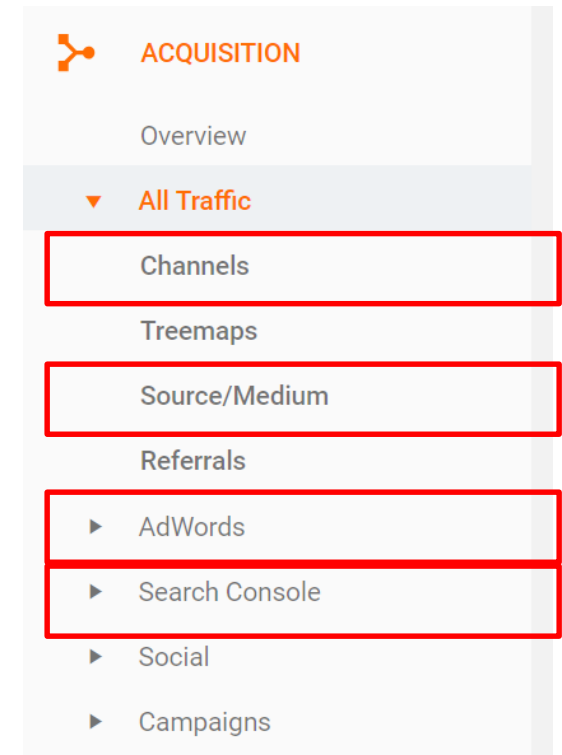 ACQUISITION
Overview
All Traffic
Channels
Treemaps
Source/Medium
Referrals
AdWords
Search Console
Social
Campaigns